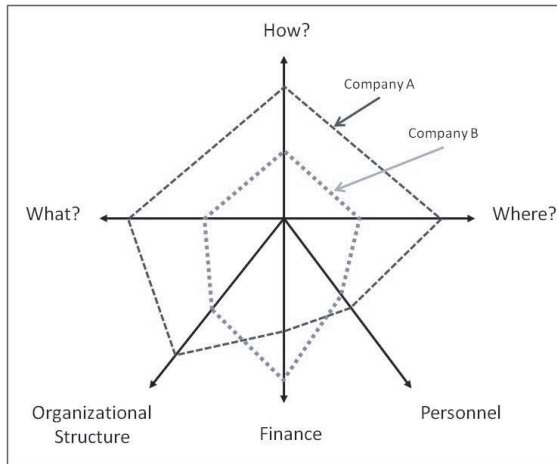 How?
Company A
Company B
What?
Where?
Organizational
Structure
Finance
Personnel